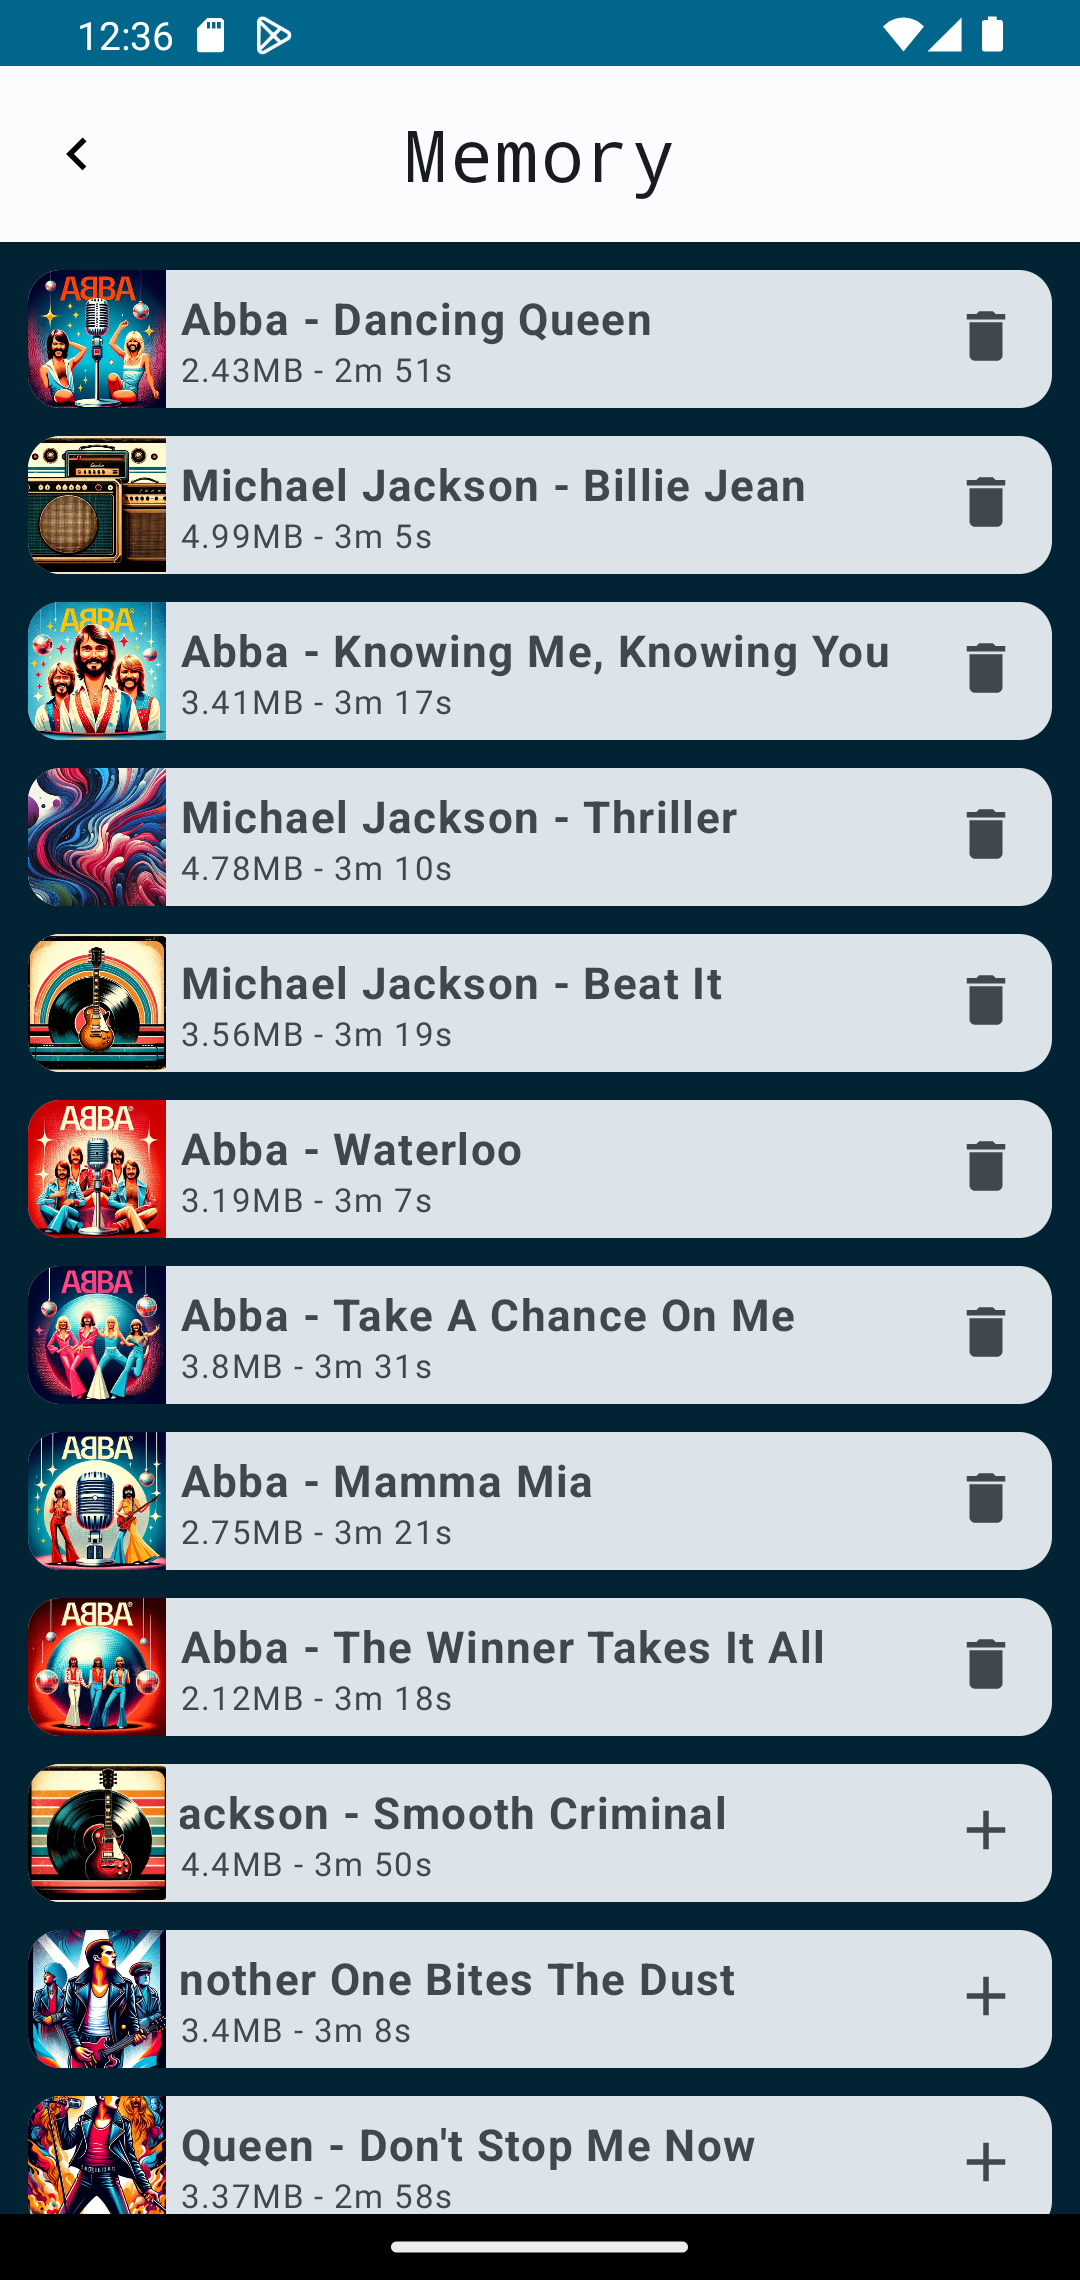 12:36
Memory
ABBA
Abba - Dancing Queen
2.43MB - 2m 51s
Michael Jackson - Billie Jean
4.99MB - 3m 5s
ABBA
Abba - Knowing Me, Knowing You
3.41MB - 3m 17s
Michael Jackson - Thriller
4.78MB - 3m 10s
Michael Jackson - Beat It
3.56MB - 3m 19s
ABBA
Abba - Waterloo
3.19MB - 3m 7s
ABBA
Abba - Take A Chance On Me
3.8MB - 3m 31s
ABBA
Abba - Mamma Mia
2.75MB - 3m 21s
ABBA
Abba - The Winner Takes It All
2.12MB - 3m 18s
ackson - Smooth Criminal
4.4MB - 3m 50s
nother One Bites The Dust
3.4MB - 3m 8s
Queen - Don't Stop Me Now
3.37MB - 2m 58s